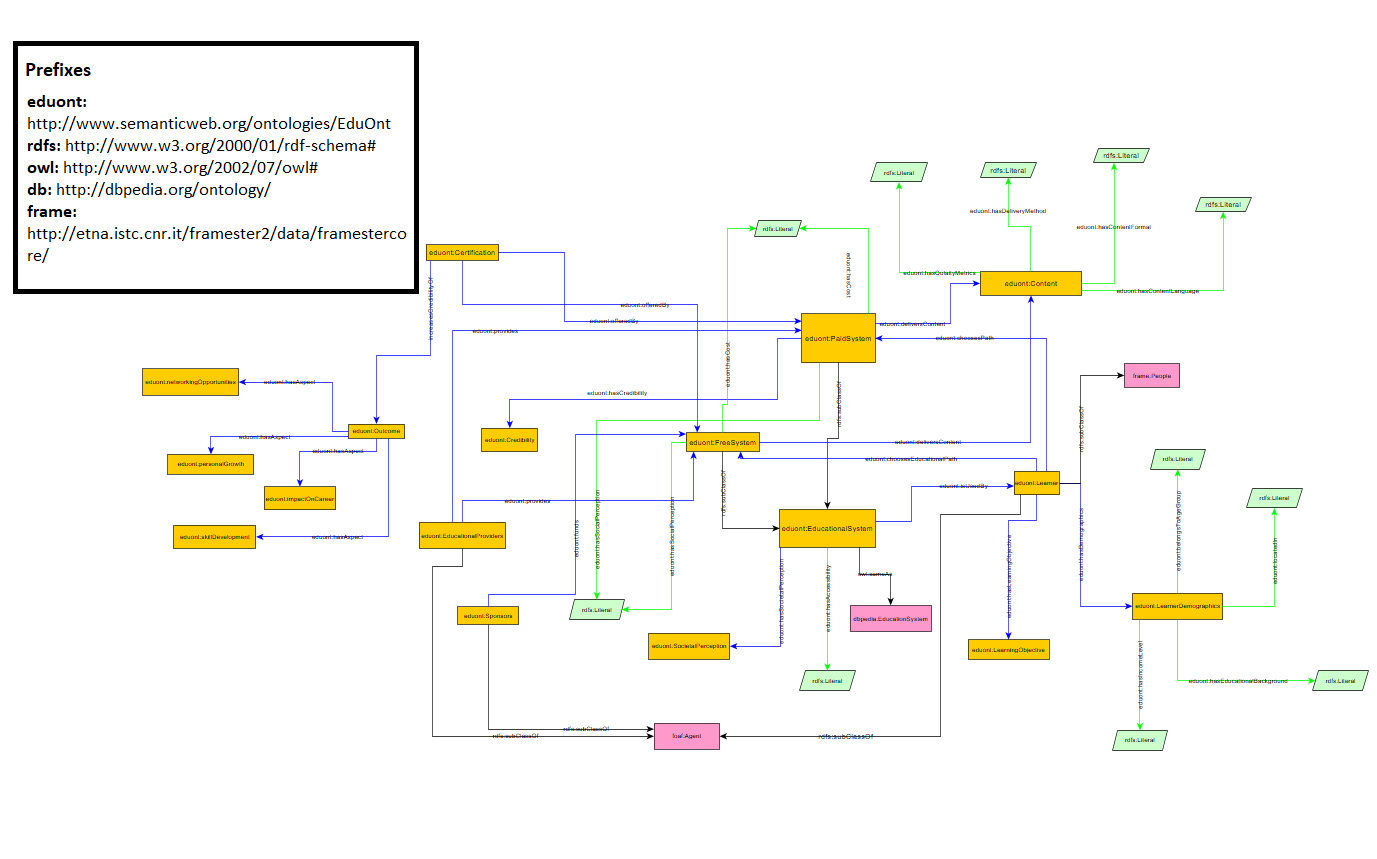 Prefixes
eduont:
http://www.semanticweb.org/ontologies/EduOnt
rdfs: http://www.w3.org/2000/01/rdf-schema#
owl: http://www.w3.org/2002/07/owl#
db: http://dbpedia.org/ontology/
frame:
http://etna.istc.cnr.it/framester2/data/framesterco
re/
rdfs:Literal
rdfs:Literal
rdfs:Literal
rdfs:Literal
eduont:hasDeliveryMethod
eduont:hasContentFormat
rdfs:Literal
eduont:Certification
eduont:hasQulaityMetrics
eduont:Content
eduont:hasContentLanguage
eduont:hasCost
increasesCredibilityOf
eduont:offeredBy
eduont:offeredBy
eduont:provides
eduont:deliversContent
eduont:PaidSystem
eduont:choosesPath
eduont:hasCost
frame:People
eduont:networkingOpportunities
eduont:hasAspect
eduont:hasCredibility
rdfs:subClassOf
rdfs:subClassOf
eduont:Outcome
eduont:hasAspect
eduont:Credibility
eduont:FreeSystem
eduont:deliversContent
eduont:hasAspect
eduont:personalGrowth
eduont:choosesEducationalPath
rdfs:Literal
eduont:impactOnCareer
eduont:provides
rdfs:subClassOf
eduont:isUsedBy
eduont:Learner
rdfs:Literal
eduont:skillDevelopment
eduont:hasAspect
eduont:EducationalProviders
eduont:funds
eduont:hasSocialPerception
eduont:hasSocialPerception
eduont:EducationalSystem
eduont:hasDemographics
eduont:belongsToAgeGroup
eduont:locatedIn
owl:sameAs
eduont:hasSocietalPerception
eduont:hasAccessibility
eduont:hasLearningObjective
eduont:Sponsors
rdfs:Literal
dbpedia:EducationSystem
eduont:LearnerDemographics
eduont:SocietalPerception
eduont:LearningObjective
rdfs:Literal
eduont:hasIncomeLevel
eduont:hasEducationalBackground
rdfs:Literal
rdfs:subClassOf
rdfs:subClassOf
foaf:Agent
rdfs:subClassOf
rdfs:Literal